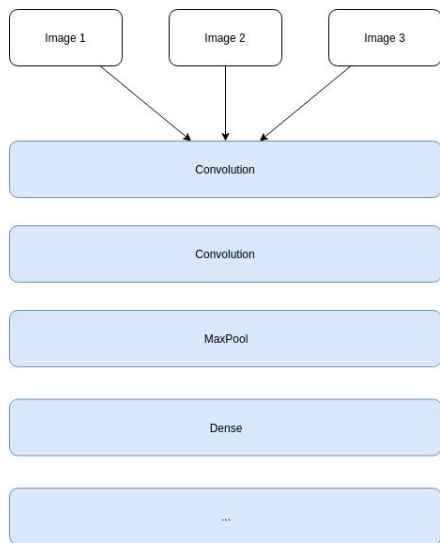 Image 1
Image 2
Image 3
Convolution
Convolution
MaxPool
Dense
...